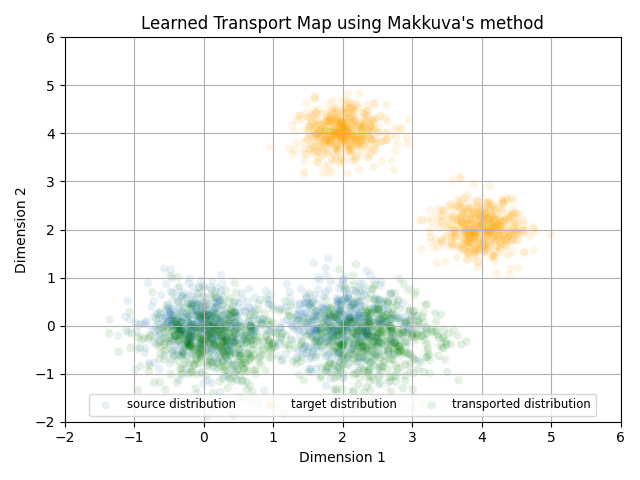 Learned Transport Map using Makkuva's method
6
5
4
3
2
1
0
−1
−2
Dimension 2
source distribution target distribution transported distribution
−2 −1 0 1 2 3 4 5 6
Dimension 1